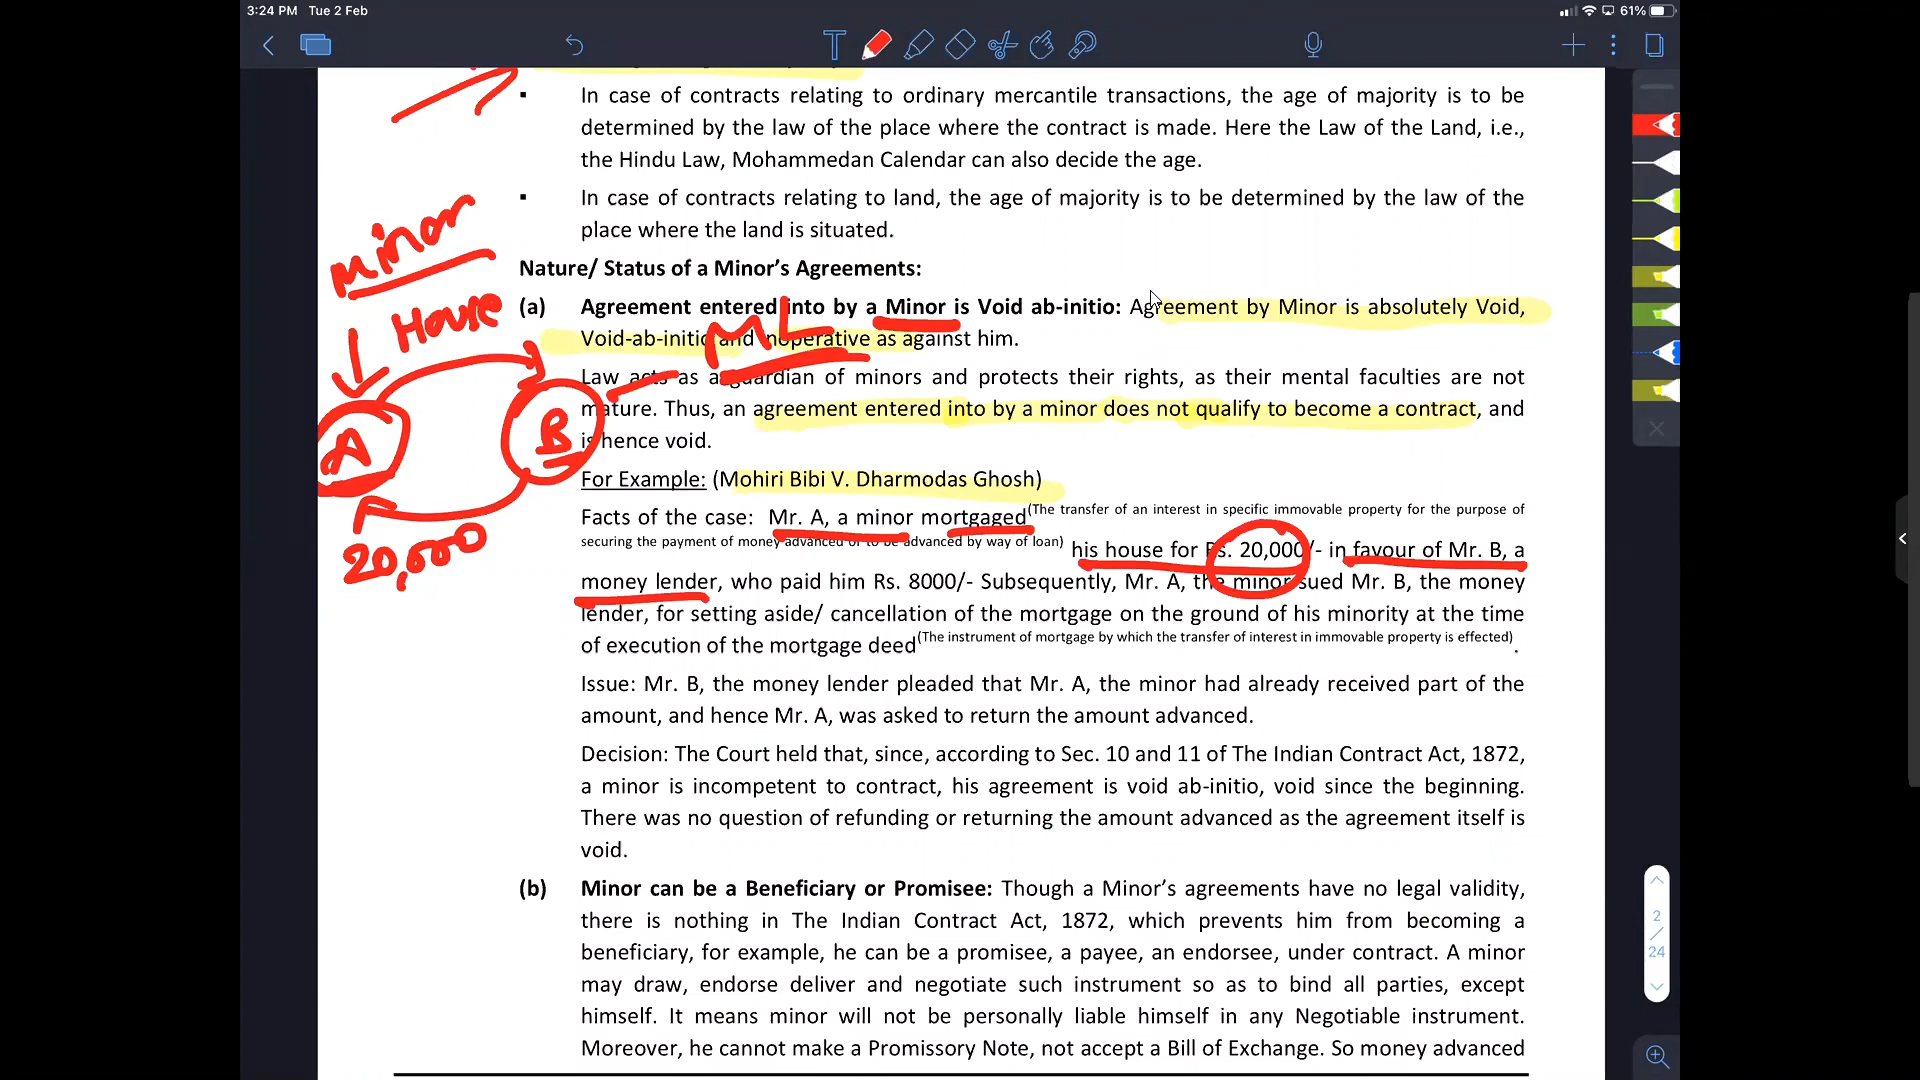 3:24 PM Tue 2 Feb
61%
In case of contracts relating to ordinary mercantile transactions, the age of majority is to be
determined by the law of the place where the contract is made. Here the Law of the Land, i.e.,
the Hindu Law, Mohammedan Calendar can also decide the age.
In case of contracts relating to land, the age of majority is to be determined by the law of the
place where the land is situated.
Nature/ Status of a Minor’s Agreements:
(a) Agreement entered into by a Minor is Void ab-initio: Agreement by Minor is absolutely Void,
Void-ab-initio and inoperative as against him.
Law acts as a guardian of minors and protects their rights, as their mental faculties are not
mature. Thus, an agreement entered into by a minor does not qualify to become a contract, and
is hence void.
For Example: (Mohiri Bibi V. Dharmodas Ghosh)
Facts of the case: Mr. A, a minor mortgaged(The transfer of an interest in specific immovable property for the purpose of
securing the payment of money advanced or to be advanced by way of loan) his house for Rs. 20,000/- in favour of Mr. B, a
money lender, who paid him Rs. 8000/- Subsequently, Mr. A, the minor sued Mr. B, the money
lender, for setting aside/ cancellation of the mortgage on the ground of his minority at the time
of execution of the mortgage deed(The instrument of mortgage by which the transfer of interest in immovable property is effected).
Issue: Mr. B, the money lender pleaded that Mr. A, the minor had already received part of the
amount, and hence Mr. A, was asked to return the amount advanced.
Decision: The Court held that, since, according to Sec. 10 and 11 of The Indian Contract Act, 1872,
a minor is incompetent to contract, his agreement is void ab-initio, void since the beginning.
There was no question of refunding or returning the amount advanced as the agreement itself is
void.
(b) Minor can be a Beneficiary or Promisee: Though a Minor’s agreements have no legal validity,
there is nothing in The Indian Contract Act, 1872, which prevents him from becoming a
beneficiary, for example, he can be a promisee, a payee, an endorsee, under contract. A minor
may draw, endorse deliver and negotiate such instrument so as to bind all parties, except
himself. It means minor will not be personally liable himself in any Negotiable instrument.
Moreover, he cannot make a Promissory Note, not accept a Bill of Exchange. So money advanced
Minor
House
ML
A
B
20,000
2
/
24